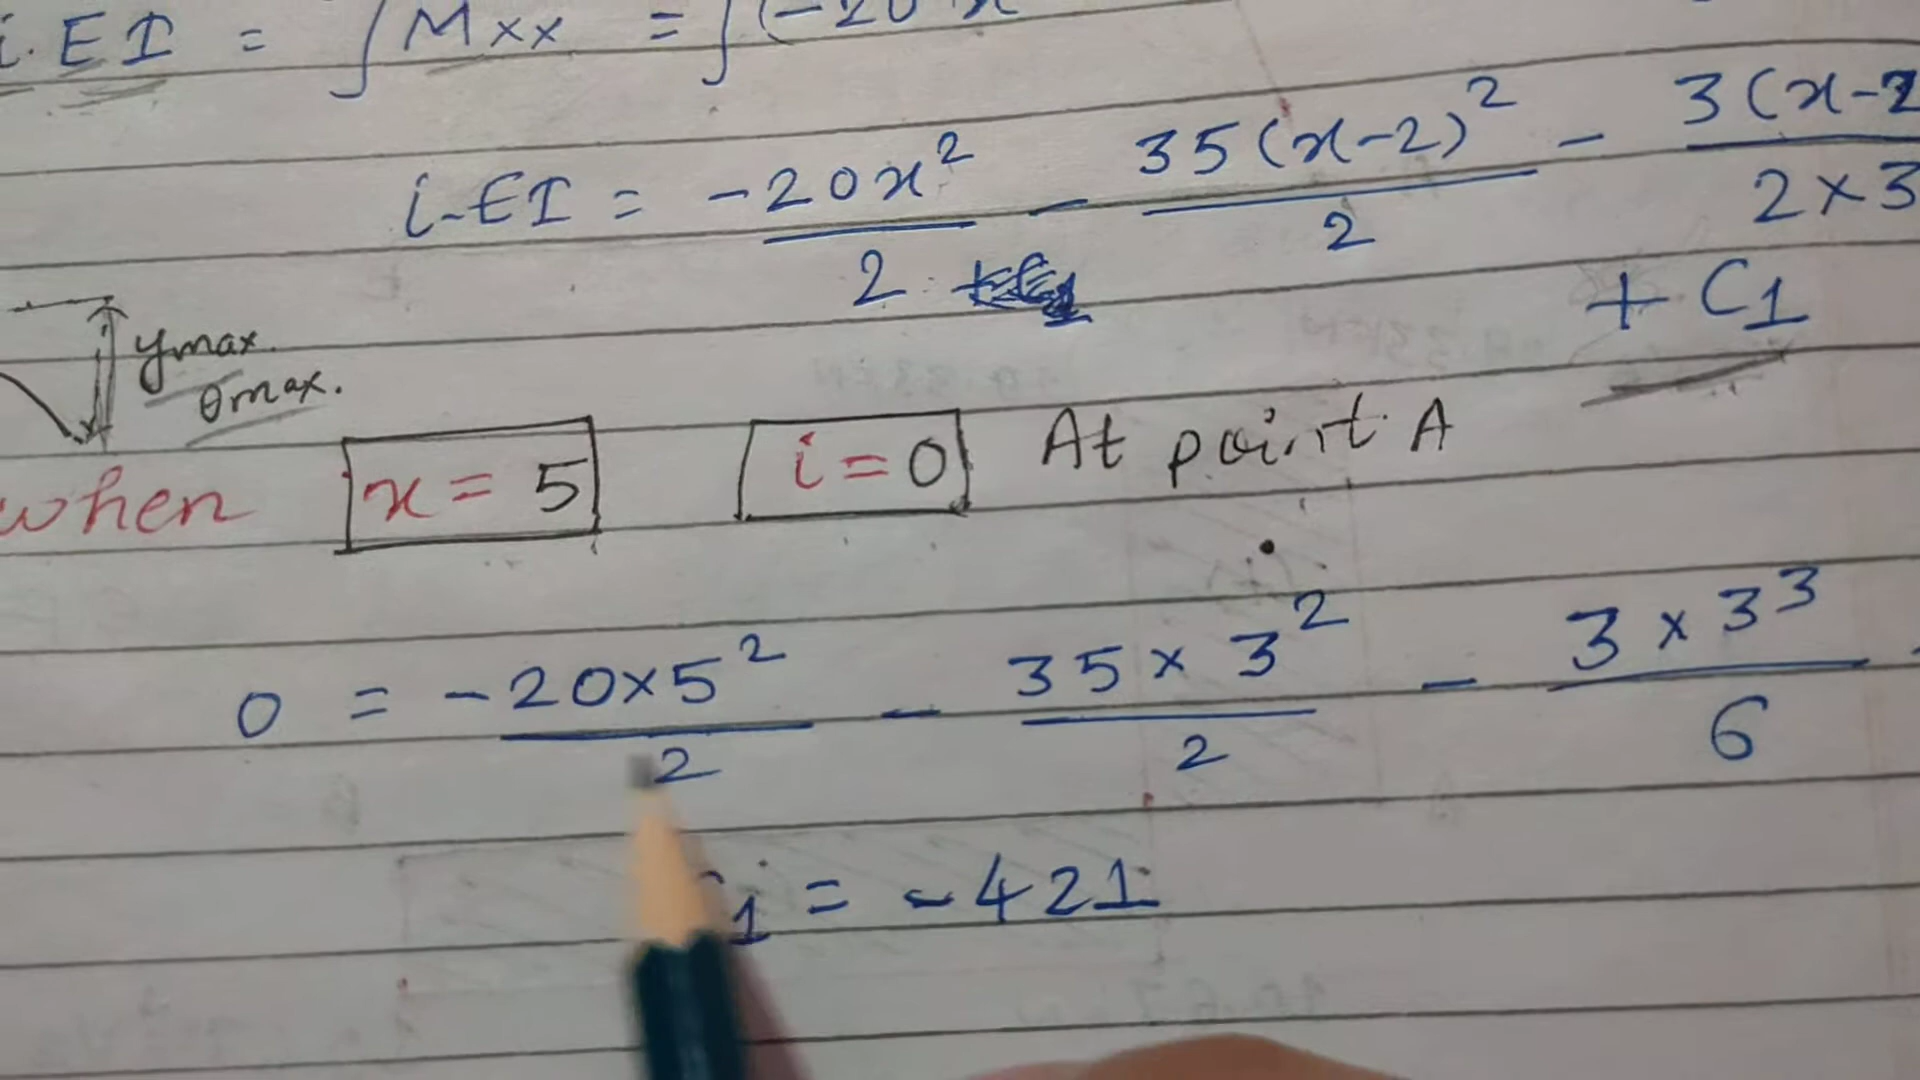 i.EI = ∫Mxx = ∫(-20x
i.EI = -20x²/2 - 35(x-2)²/2 - 3(x-2/2×3
+ C1
ymax.
θmax.
when x = 5 i = 0 At point A
0 = -20×5²/2 - 35×3²/2 - 3×3³/6
1 = -421